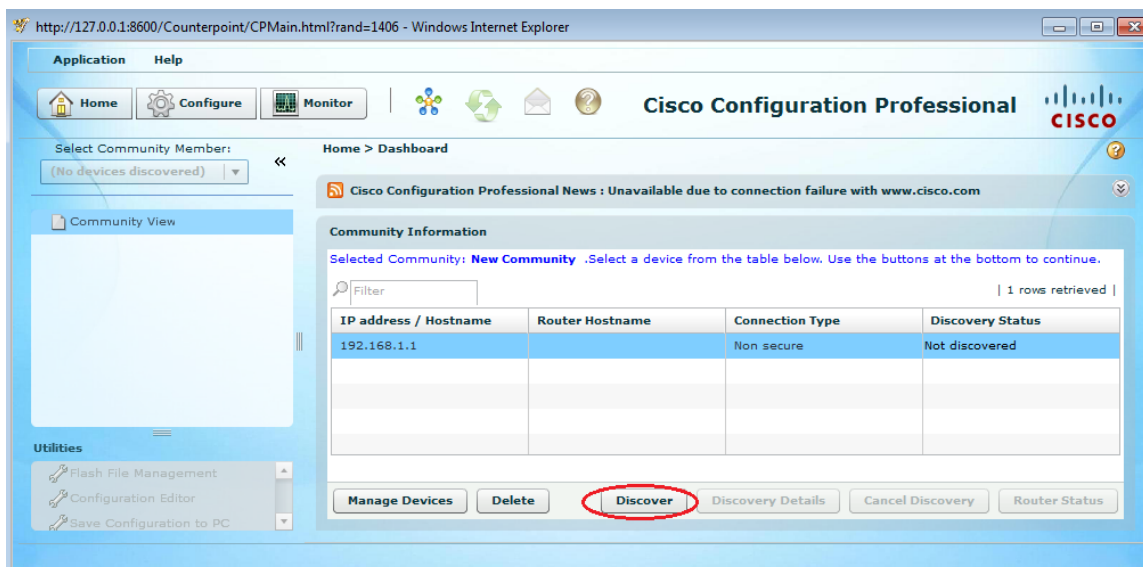 http://127.0.0.1:8600/Counterpoint/CPMain.html?rand=1406 - Windows Internet Explorer
Application Help
Home Configure Monitor Cisco Configuration Professional CISCO
Select Community Member:
(No devices discovered)
Community View
Utilities
Flash File Management
Configuration Editor
Save Configuration to PC
Home > Dashboard
Cisco Configuration Professional News : Unavailable due to connection failure with www.cisco.com
Community Information
Selected Community: New Community .Select a device from the table below. Use the buttons at the bottom to continue.
Filter | 1 rows retrieved |
IP address / Hostname Router Hostname Connection Type Discovery Status
192.168.1.1 Non secure Not discovered
Manage Devices Delete Discover Discovery Details Cancel Discovery Router Status